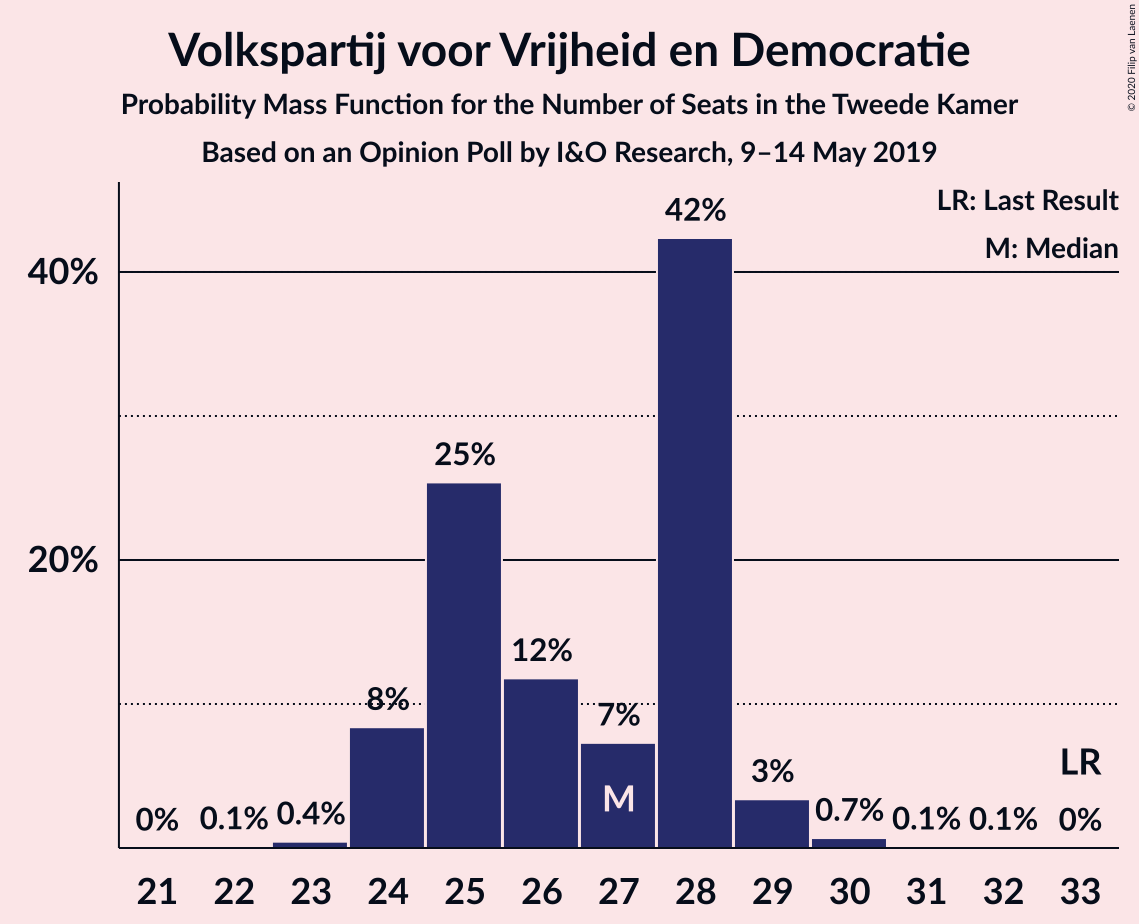 Volkspartij voor Vrijheid en Democratie
Probability Mass Function for the Number of Seats in the Tweede Kamer
Based on an Opinion Poll by I&O Research, 9–14 May 2019
© 2020 Filip van Laenen
LR: Last Result
M: Median
40%
20%
0%
0.1%
0.4%
8%
25%
12%
7%
42%
3%
0.7%
0.1%
0.1%
0%
M
LR
21 22 23 24 25 26 27 28 29 30 31 32 33